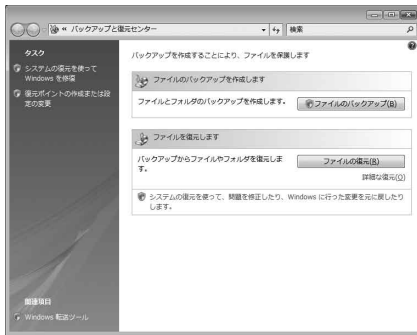 « バックアップと復元センター
検索
タスク
システムの復元を使って
Windows を修復
復元ポイントの作成または設
定の変更
バックアップを作成することにより、ファイルを保護し
ます
ファイルのバックアップを作成します
ファイルとフォルダのバックアップを作成します。
ファイルのバックアップ(B)
ファイルを復元します
バックアップからファイルやフォルダを復元しま
す。
ファイルの復元(R)
詳細な復元(O)
システムの復元を使って、問題を修正したり、Windows に行った変更を元に戻したり
します。
関連項目
Windows 転送ツール